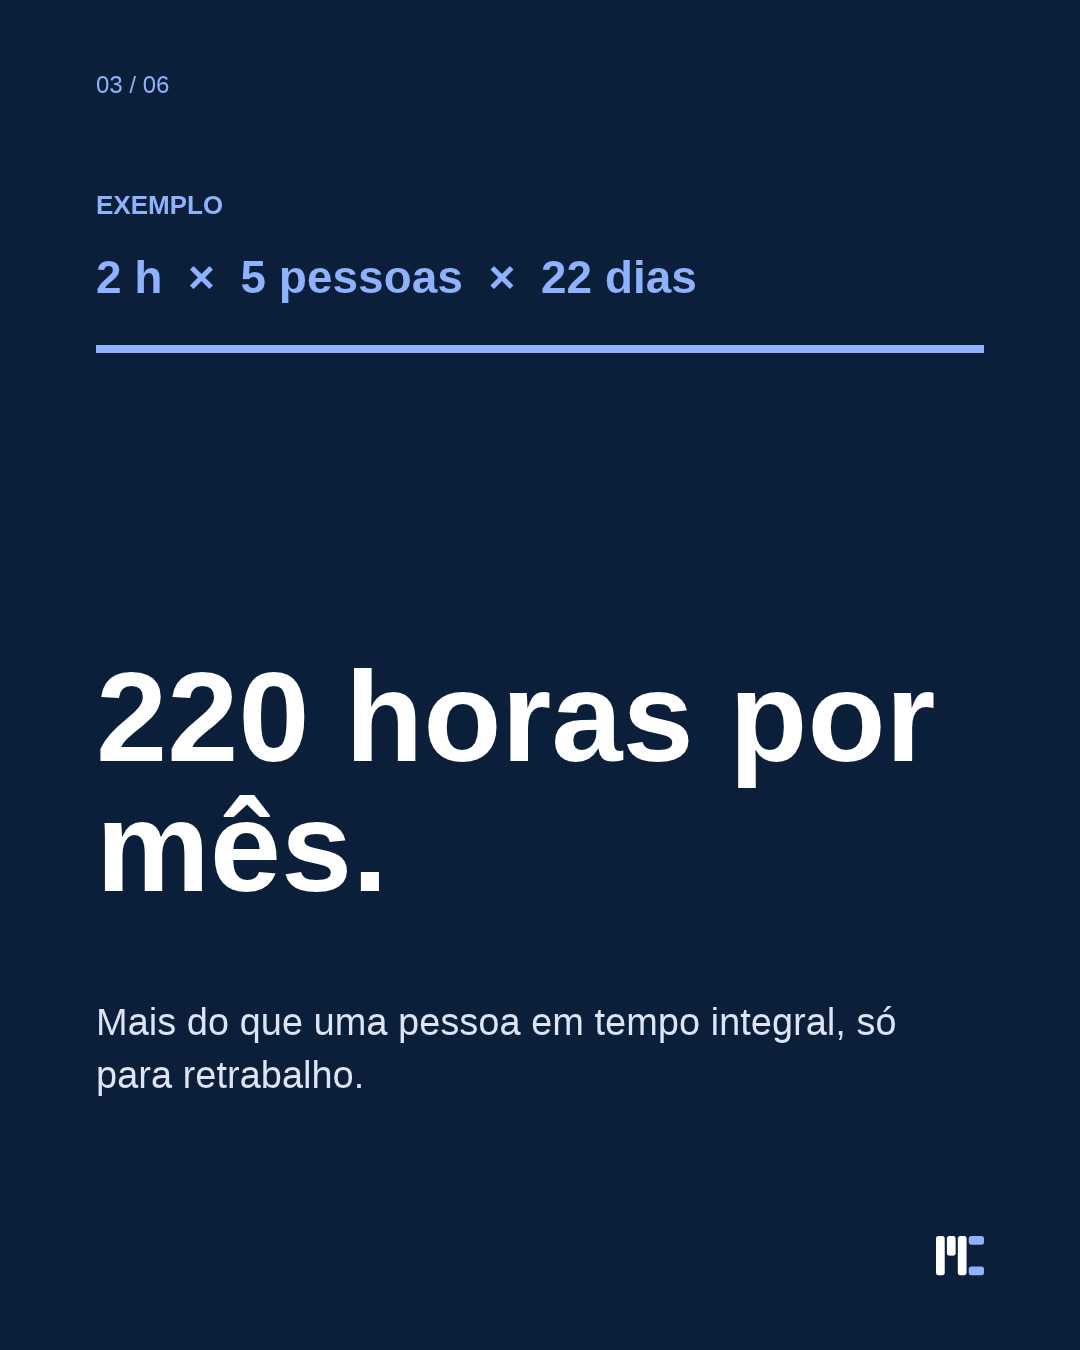 03 / 06
EXEMPLO
2 h × 5 pessoas × 22 dias
220 horas por
mês.
Mais do que uma pessoa em tempo integral, só
para retrabalho.
MC